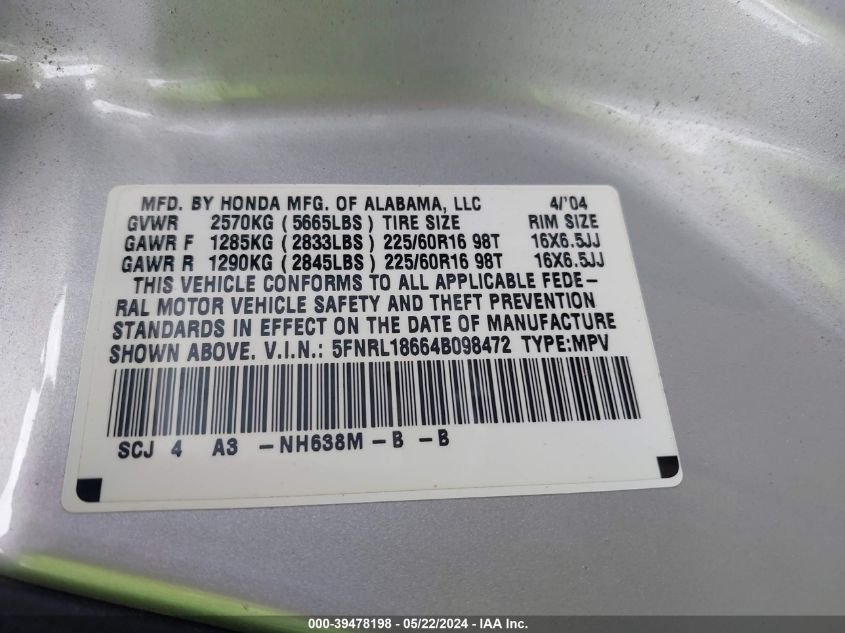 MFD. BY HONDA MFG. OF ALABAMA, LLC 4/'04
GVWR 2570KG ( 5665LBS ) TIRE SIZE RIM SIZE
GAWR F 1285KG ( 2833LBS ) 225/60R16 98T 16X6.5JJ
GAWR R 1290KG ( 2845LBS ) 225/60R16 98T 16X6.5JJ
THIS VEHICLE CONFORMS TO ALL APPLICABLE FEDE-
RAL MOTOR VEHICLE SAFETY AND THEFT PREVENTION
STANDARDS IN EFFECT ON THE DATE OF MANUFACTURE
SHOWN ABOVE. V.I.N.: 5FNRL18664B098472 TYPE:MPV
SCJ 4 A3 -NH638M-B -B
000-39478198 - 05/22/2024 - IAA Inc.